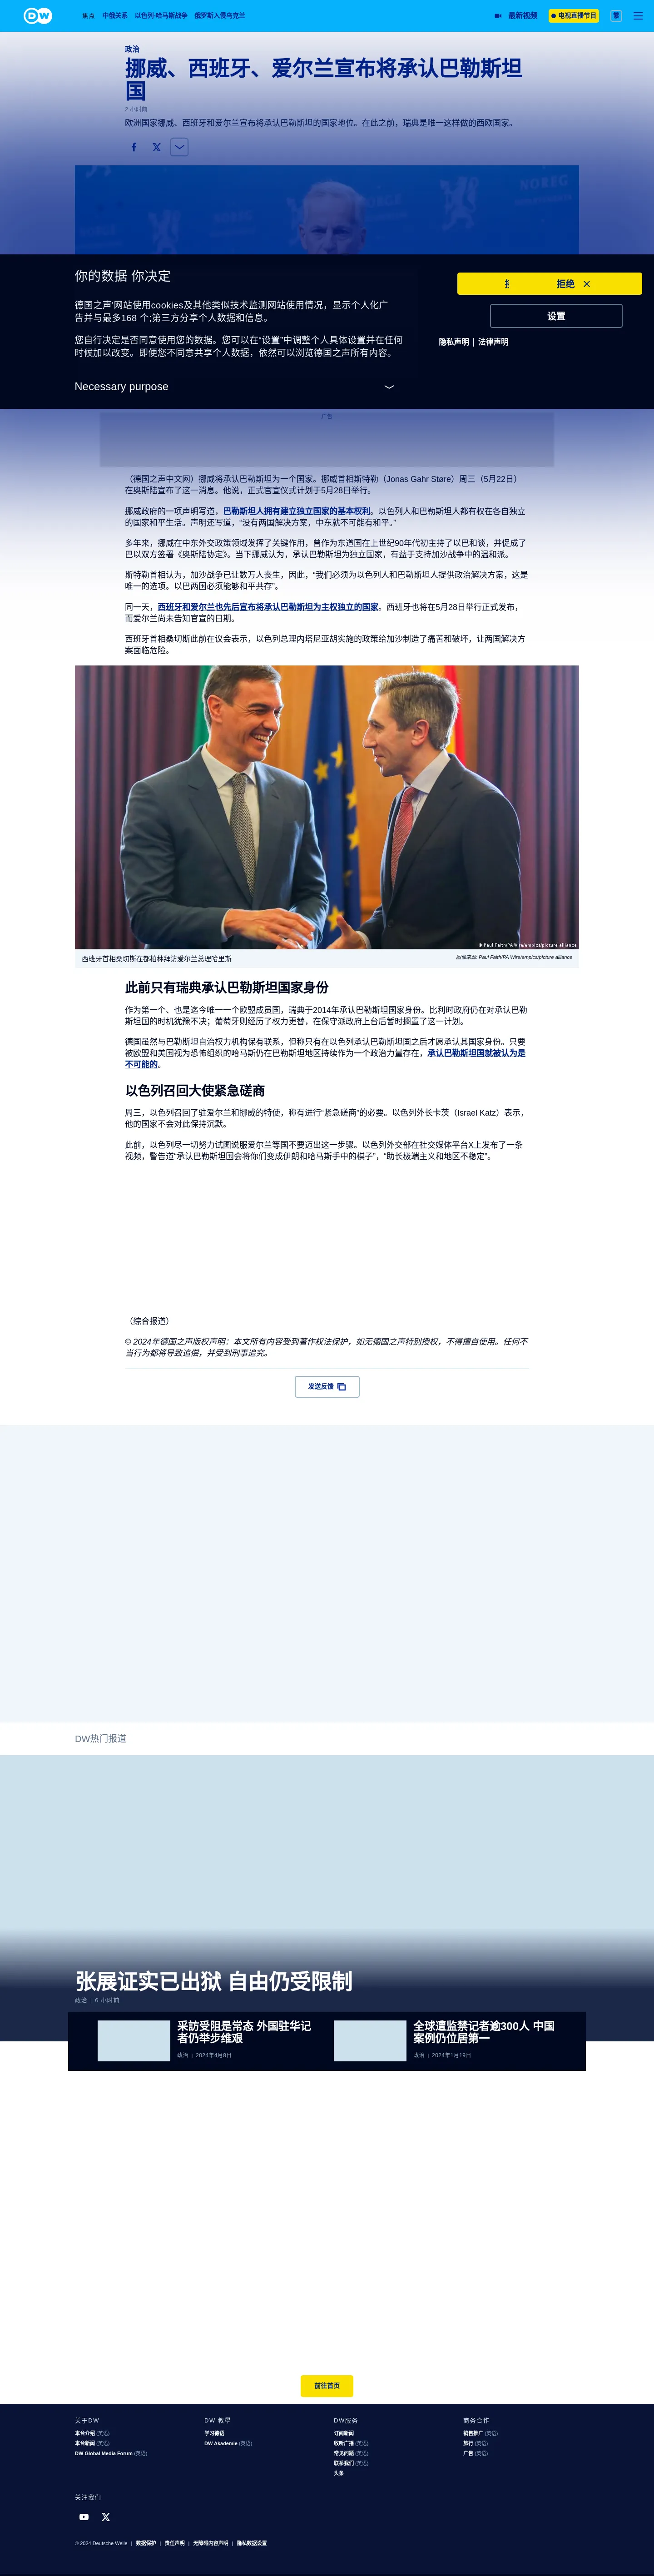 DW
焦点 中俄关系 以色列-哈马斯战争 俄罗斯入侵乌克兰
最新视频 电视直播节目 繁
政治
挪威、西班牙、爱尔兰宣布将承认巴勒斯坦
国
2 小时前
欧洲国家挪威、西班牙和爱尔兰宣布将承认巴勒斯坦的国家地位。在此之前，瑞典是唯一这样做的西欧国家。
NOREG
你的数据 你决定
德国之声'网站使用cookies及其他类似技术监测网站使用情况，显示个人化广
告并与最多168 个;第三方分享个人数据和信息。
您自行决定是否同意使用您的数据。您可以在“设置”中调整个人具体设置并在任何
时候加以改变。即便您不同意共享个人数据，依然可以浏览德国之声所有内容。
Necessary purpose
拒绝
设置
隐私声明 | 法律声明
广告
（德国之声中文网）挪威将承认巴勒斯坦为一个国家。挪威首相斯特勒（Jonas Gahr Støre）周三（5月22日）
在奥斯陆宣布了这一消息。他说，正式官宣仪式计划于5月28日举行。
挪威政府的一项声明写道，巴勒斯坦人拥有建立独立国家的基本权利。以色列人和巴勒斯坦人都有权在各自独立
的国家和平生活。声明还写道，“没有两国解决方案，中东就不可能有和平。”
多年来，挪威在中东外交政策领域发挥了关键作用，曾作为东道国在上世纪90年代初主持了以巴和谈，并促成了
巴以双方签署《奥斯陆协定》。当下挪威认为，承认巴勒斯坦为独立国家，有益于支持加沙战争中的温和派。
斯特勒首相认为，加沙战争已让数万人丧生，因此，“我们必须为以色列人和巴勒斯坦人提供政治解决方案，这是
唯一的选项。以巴两国必须能够和平共存”。
同一天，西班牙和爱尔兰也先后宣布将承认巴勒斯坦为主权独立的国家。西班牙也将在5月28日举行正式发布，
而爱尔兰尚未告知官宣的日期。
西班牙首相桑切斯此前在议会表示，以色列总理内塔尼亚胡实施的政策给加沙制造了痛苦和破坏，让两国解决方
案面临危险。
© Paul Faith/PA Wire/empics/picture alliance
西班牙首相桑切斯在都柏林拜访爱尔兰总理哈里斯
图像来源: Paul Faith/PA Wire/empics/picture alliance
此前只有瑞典承认巴勒斯坦国家身份
作为第一个、也是迄今唯一一个欧盟成员国，瑞典于2014年承认巴勒斯坦国家身份。比利时政府仍在对承认巴勒
斯坦国的时机犹豫不决；葡萄牙则经历了权力更替，在保守派政府上台后暂时搁置了这一计划。
德国虽然与巴勒斯坦自治权力机构保有联系，但称只有在以色列承认巴勒斯坦国之后才愿承认其国家身份。只要
被欧盟和美国视为恐怖组织的哈马斯仍在巴勒斯坦地区持续作为一个政治力量存在，承认巴勒斯坦国就被认为是
不可能的。
以色列召回大使紧急磋商
周三，以色列召回了驻爱尔兰和挪威的特使，称有进行“紧急磋商”的必要。以色列外长卡茨（Israel Katz）表示，
他的国家不会对此保持沉默。
此前，以色列尽一切努力试图说服爱尔兰等国不要迈出这一步骤。以色列外交部在社交媒体平台X上发布了一条
视频，警告道“承认巴勒斯坦国会将你们变成伊朗和哈马斯手中的棋子”，“助长极端主义和地区不稳定”。
（综合报道）
© 2024年德国之声版权声明：本文所有内容受到著作权法保护，如无德国之声特别授权，不得擅自使用。任何不
当行为都将导致追偿，并受到刑事追究。
发送反馈
DW热门报道
张展证实已出狱 自由仍受限制
政治 | 6 小时前
采訪受阻是常态 外国驻华记
者仍举步维艰
政治 | 2024年4月8日
全球遭监禁记者逾300人 中国
案例仍位居第一
政治 | 2024年1月19日
前往首页
关于DW
本台介绍 (英语)
本台新闻 (英语)
DW Global Media Forum (英语)
DW 教學
学习德语
DW Akademie (英语)
DW服务
订阅新闻
收听广播 (英语)
常见问题 (英语)
联系我们 (英语)
头条
商务合作
销售推广 (英语)
旅行 (英语)
广告 (英语)
关注我们
© 2024 Deutsche Welle | 数据保护 | 责任声明 | 无障碍内容声明 | 隐私数据设置